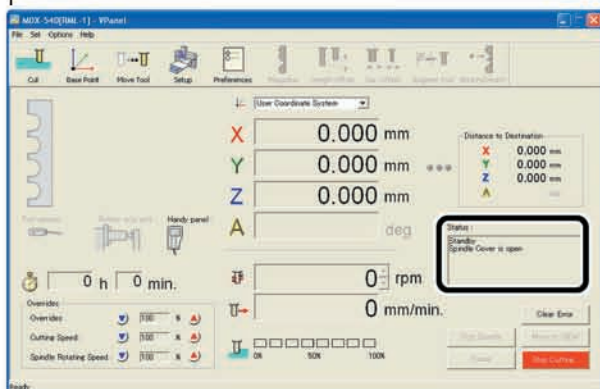 MDX-540[RML-1] - VPanel
File Set Options Help
Cut Base Point Move Tool Setup Preferences
User Coordinate System
X 0.000 mm
Y 0.000 mm
Z 0.000 mm
A deg
Distance to Destination
X 0.000 mm
Y 0.000 mm
Z 0.000 mm
A
Handy panel
Status :
Standby
Spindle Cover is open
0 h 0 min.
0 rpm
0 mm/min.
Overrides
Overrides 100 %
Cutting Speed 100 %
Spindle Rotating Speed 100 %
0% 50% 100%
Clear Error
Stop Cutting
Ready